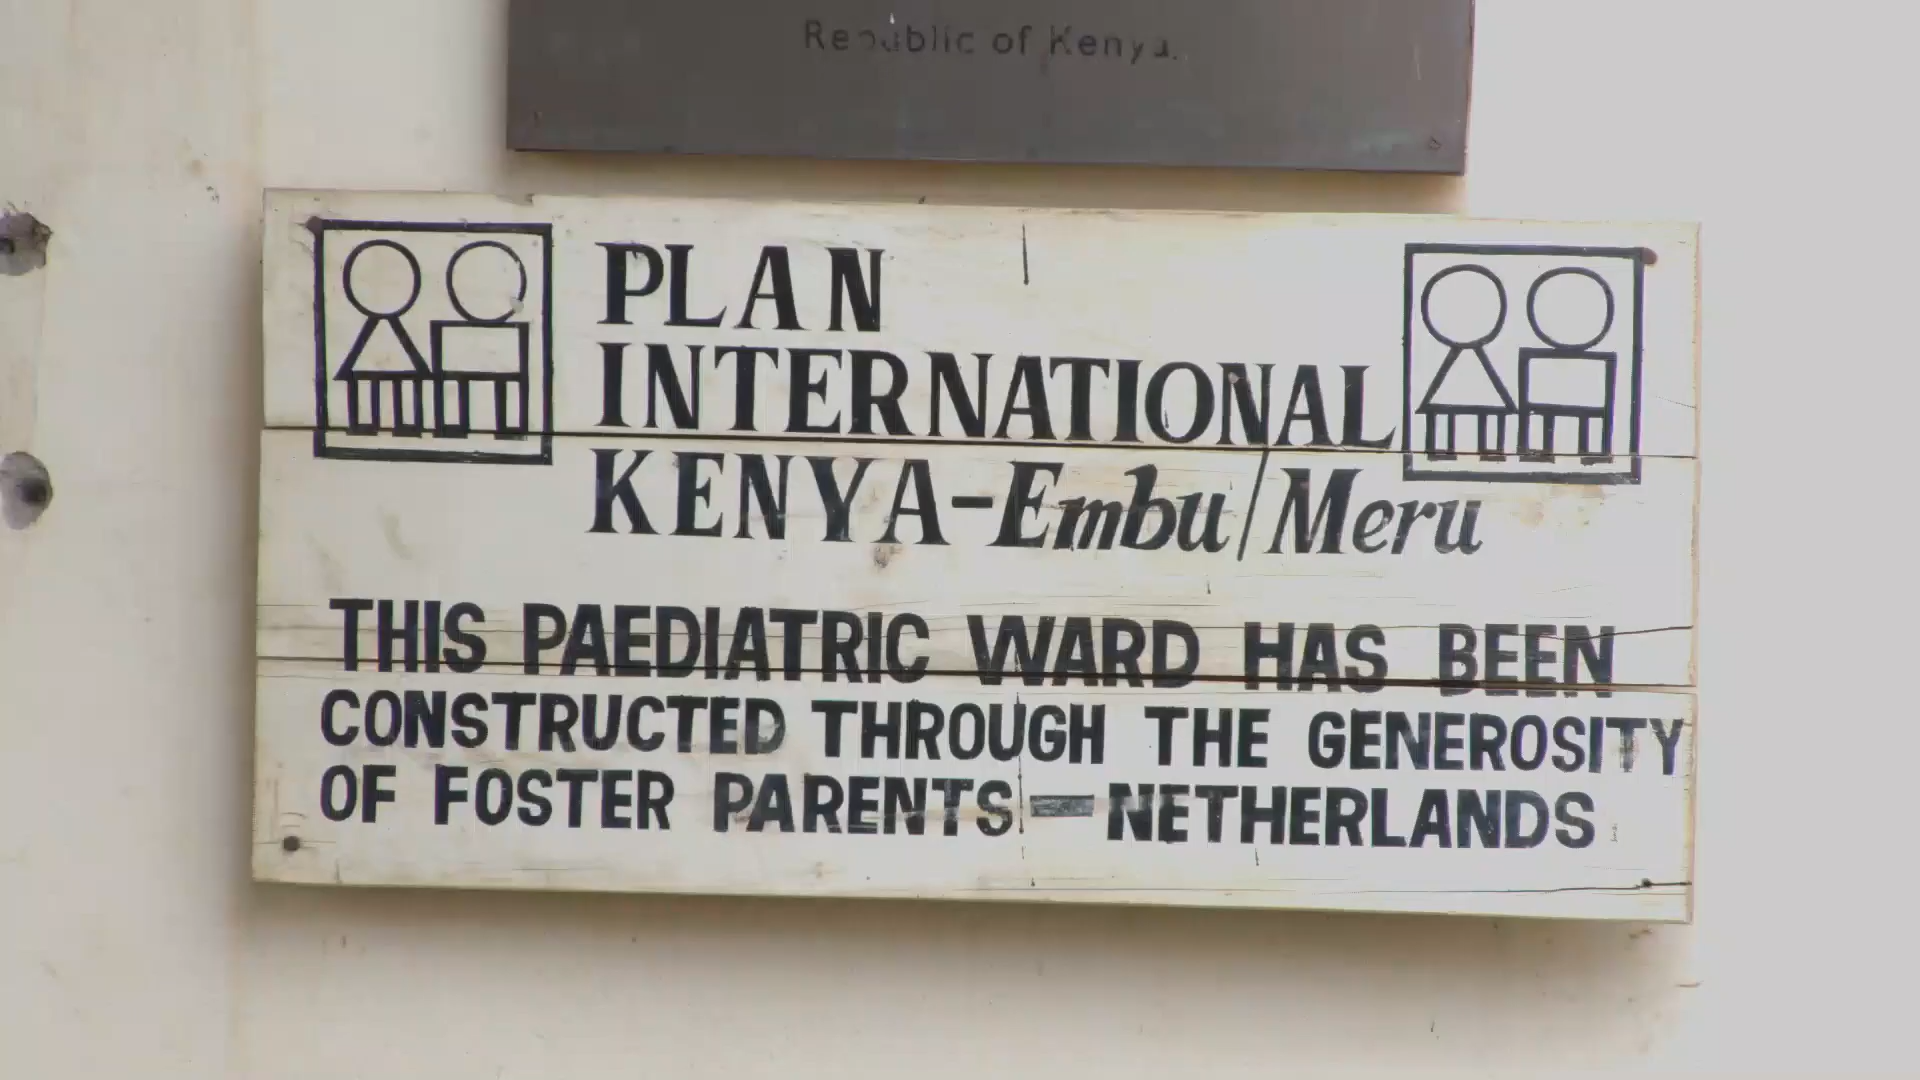 Republic of Kenya.
PLAN
INTERNATIONAL
KENYA-Embu/Meru
THIS PAEDIATRIC WARD HAS BEEN
CONSTRUCTED THROUGH THE GENEROSITY
OF FOSTER PARENTS - NETHERLANDS